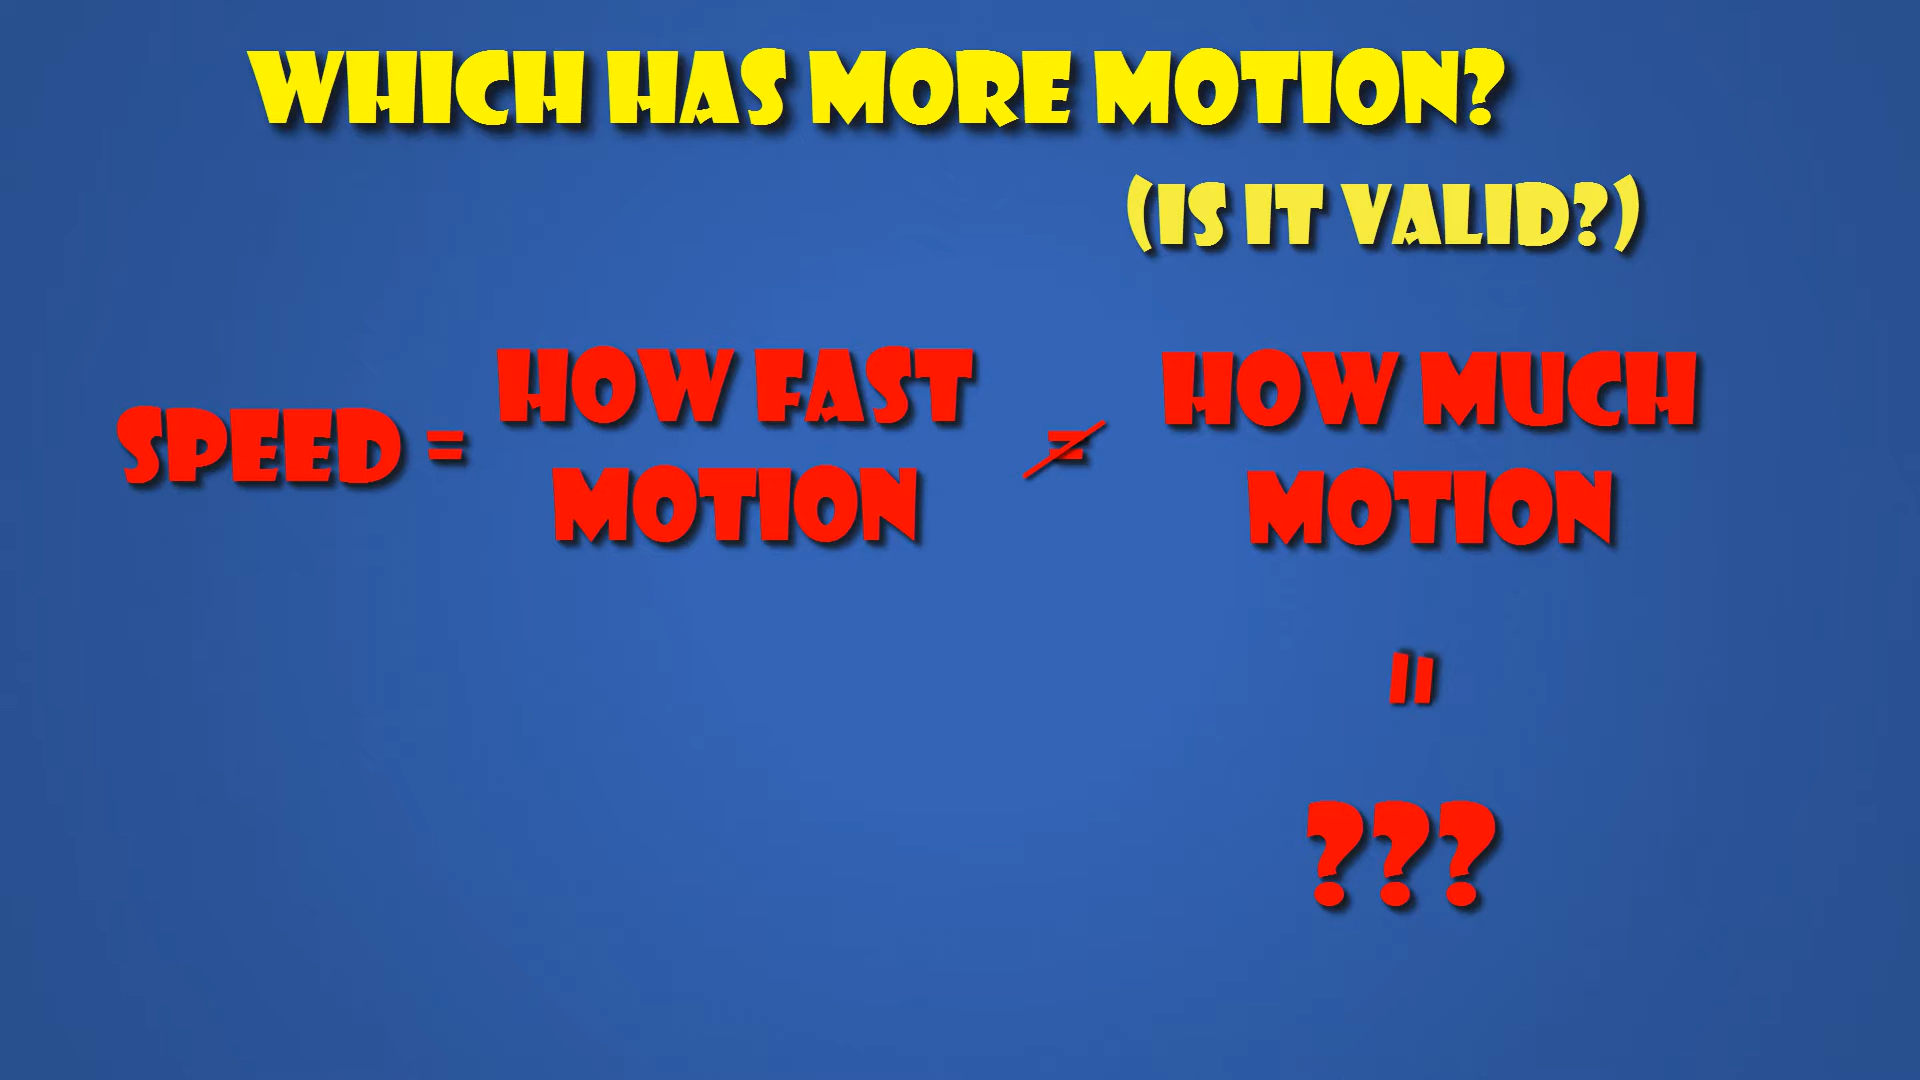 WHICH HAS MORE MOTION?
(IS IT VALID?)
SPEED = HOW FAST MOTION ≠ HOW MUCH MOTION
=
???